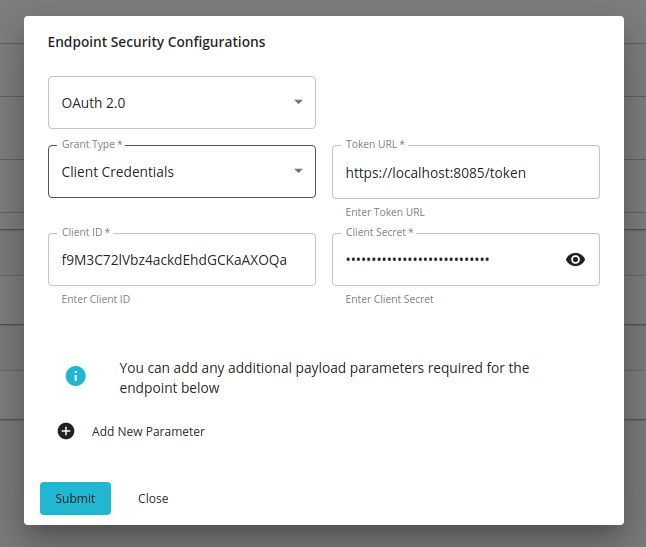 Endpoint Security Configurations
OAuth 2.0
Grant Type *
Client Credentials
Token URL *
https://localhost:8085/token
Enter Token URL
Client ID *
f9M3C72lVbz4ackdEhdGCKaAXOQa
Enter Client ID
Client Secret *
••••••••••••••••••••••••••••
Enter Client Secret
You can add any additional payload parameters required for the
endpoint below
Add New Parameter
Submit
Close